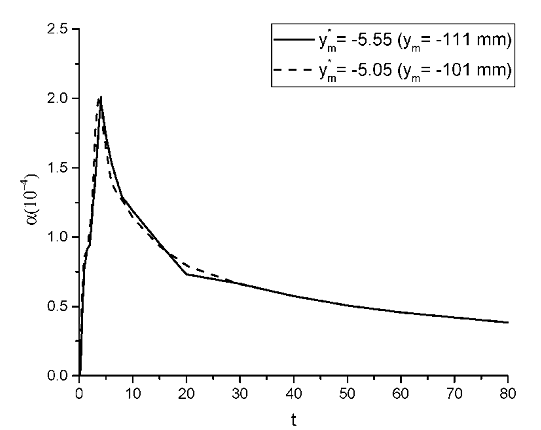 y*m = -5.55 (ym = -111 mm)
y*m = -5.05 (ym = -101 mm)
2.5
2.0
1.5
1.0
0.5
0.0
α(10⁻⁴)
0 10 20 30 40 50 60 70 80
t